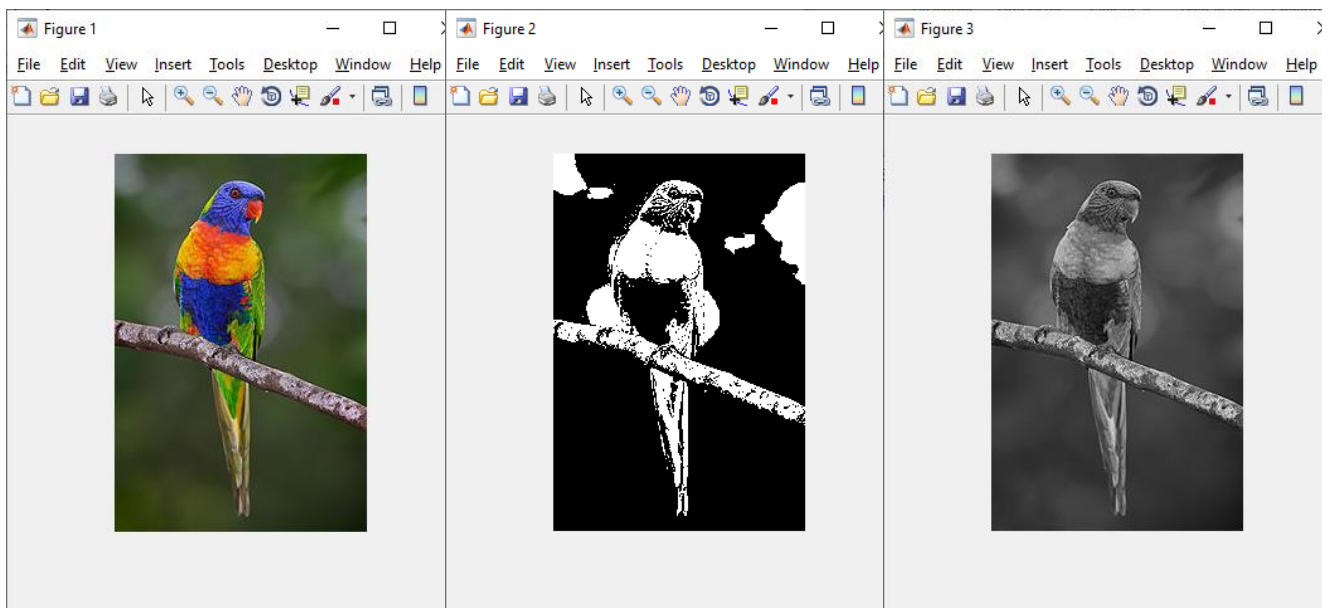 Figure 1
File Edit View Insert Tools Desktop Window Help
Figure 2
File Edit View Insert Tools Desktop Window Help
Figure 3
File Edit View Insert Tools Desktop Window Help